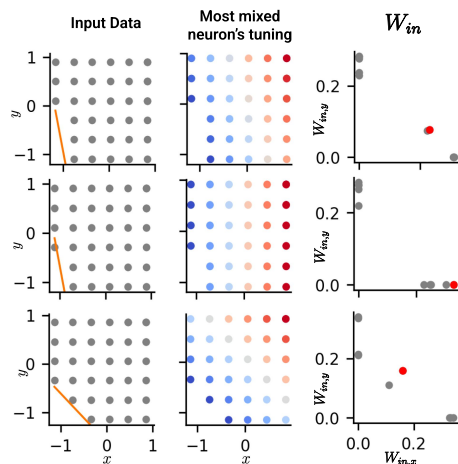 Input Data
Most mixed
neuron's tuning
W_in
1
0
−1
y
0.2
0.0
W_in,y
1
0
−1
y
0.2
0.0
W_in,y
1
0
−1
y
0.2
0.0
W_in,y
−1 0 1
x
−1 0 1
x
0.0 0.2
W_in,x